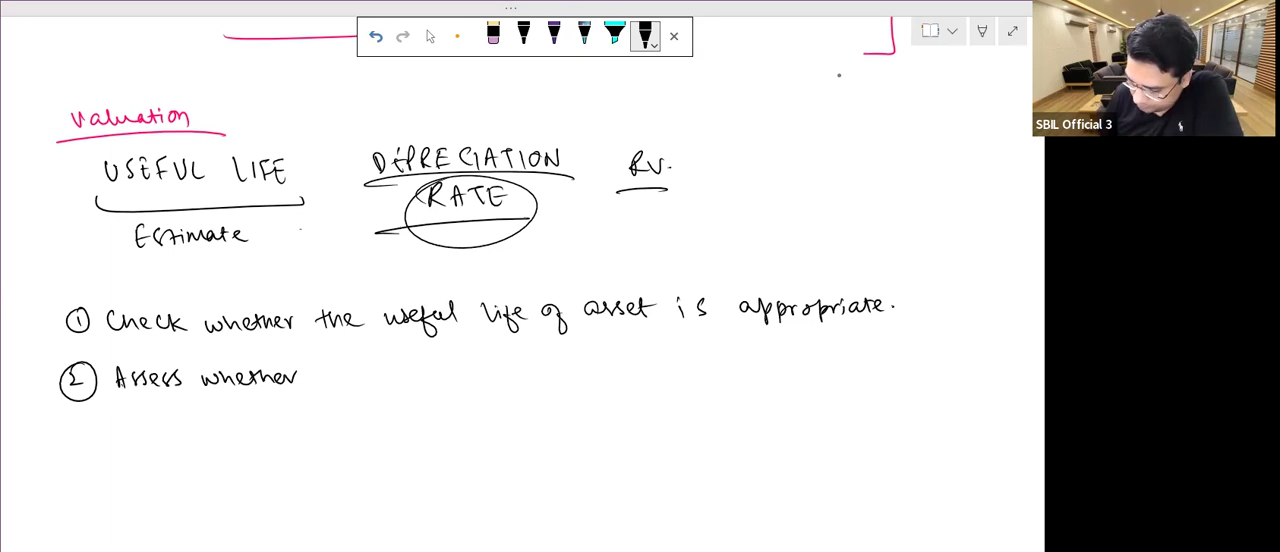 SBIL Official 3
Valuation
USEFUL LIFE DEPRECIATION RV.
RATE
Estimate
① Check whether the useful life of asset is appropriate.
② Assess whether